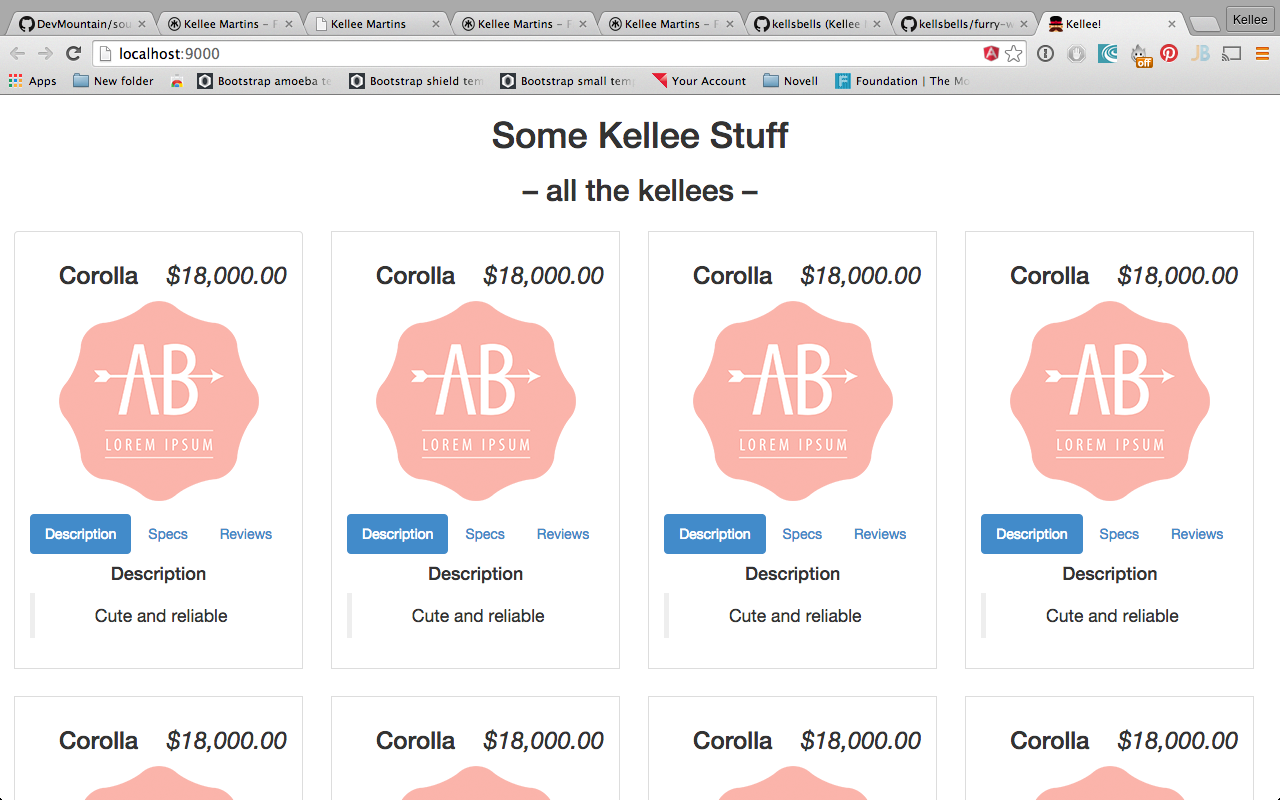 DevMountain/sou
Kellee Martins – F
Kellee Martins
Kellee Martins – F
Kellee Martins – F
kellsbells (Kellee
kellsbells/furry-w
Kellee!
Kellee
localhost:9000
off
JB
Apps
New folder
Bootstrap amoeba te
Bootstrap shield tem
Bootstrap small temp
Your Account
Novell
F
Foundation | The Mo
Some Kellee Stuff
– all the kellees –
Corolla $18,000.00
AB
LOREM IPSUM
Description Specs Reviews
Description
Cute and reliable
Corolla $18,000.00
AB
LOREM IPSUM
Description Specs Reviews
Description
Cute and reliable
Corolla $18,000.00
AB
LOREM IPSUM
Description Specs Reviews
Description
Cute and reliable
Corolla $18,000.00
AB
LOREM IPSUM
Description Specs Reviews
Description
Cute and reliable
Corolla $18,000.00
Corolla $18,000.00
Corolla $18,000.00
Corolla $18,000.00